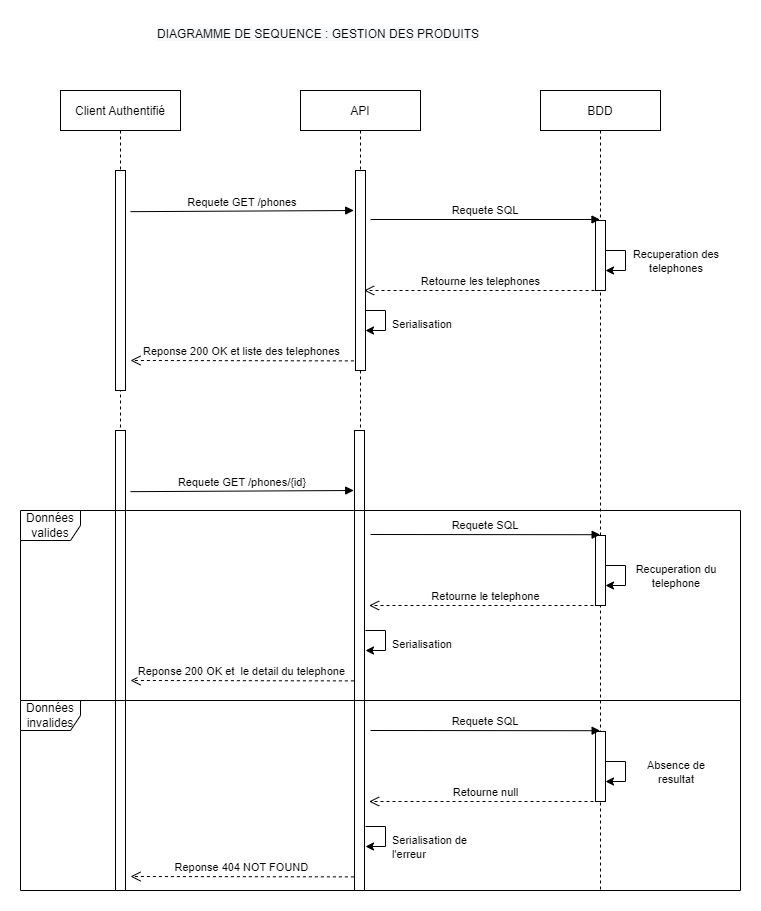 DIAGRAMME DE SEQUENCE : GESTION DES PRODUITS
Client Authentifié
API
BDD
Requete GET /phones
Requete SQL
Recuperation des
telephones
Retourne les telephones
Serialisation
Reponse 200 OK et liste des telephones
Requete GET /phones/{id}
Données
valides
Requete SQL
Recuperation du
telephone
Retourne le telephone
Serialisation
Reponse 200 OK et le detail du telephone
Données
invalides
Requete SQL
Absence de
resultat
Retourne null
Serialisation de
l'erreur
Reponse 404 NOT FOUND